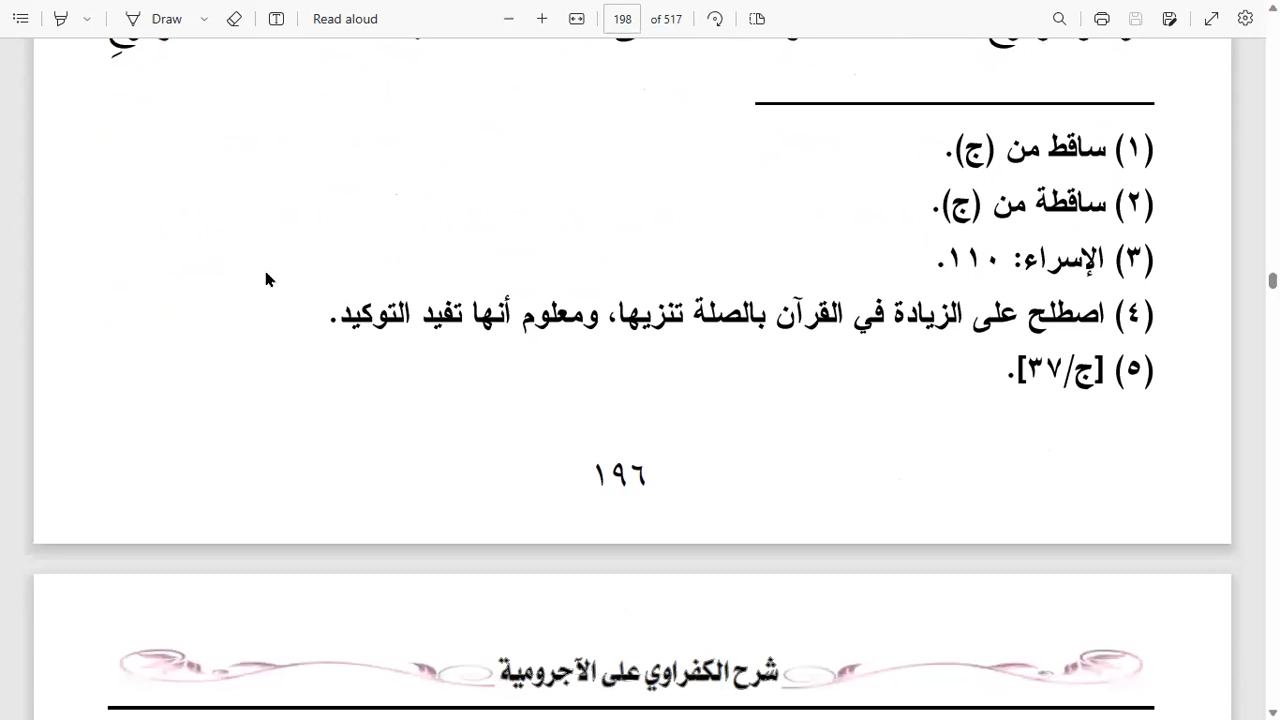 Draw
Read aloud
198 of 517
(١) ساقط من (ج).
(٢) ساقطة من (ج).
(٣) الإسراء: ١١٠.
(٤) اصطلح على الزيادة في القرآن بالصلة تنزيها، ومعلوم أنها تفيد التوكيد.
(٥) [ج/٣٧].
١٩٦
شرح الكفراوي على الآجرومية